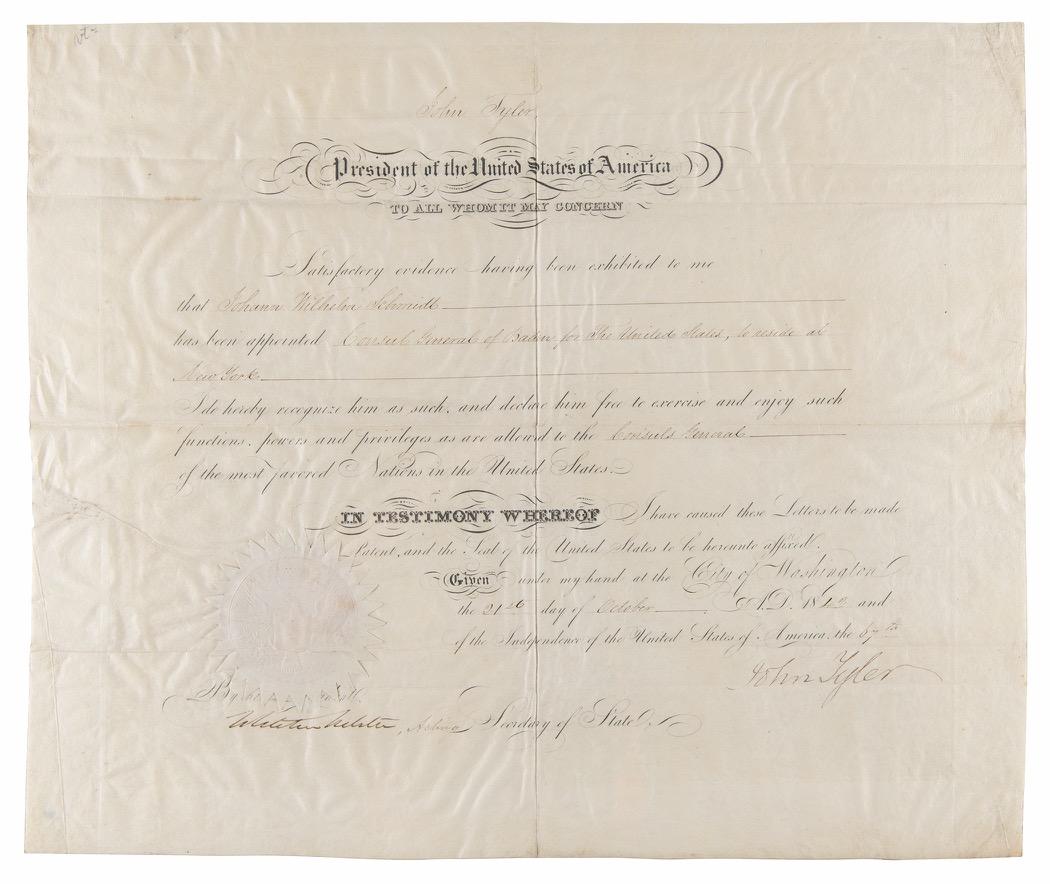 John Tyler,
President of the United States of America
TO ALL WHOM IT MAY CONCERN
Satisfactory evidence having been exhibited to me
that Johann Wilhelm Schmidt
has been appointed Consul General of Baden for The United States, to reside at
New York
I do hereby recognize him as such, and declare him free to exercise and enjoy such
functions, powers and privileges as are allowed to the Consuls General
of the most favored Nations in the United States.
IN TESTIMONY WHEREOF I have caused these Letters to be made
Patent, and the Seal of the United States to be hereunto affixed.
Given under my hand at the City of Washington
the 21st day of October A.D. 1843 and
of the Independence of the United States of America, the 67th
John Tyler
By the
Acting Secretary of State.